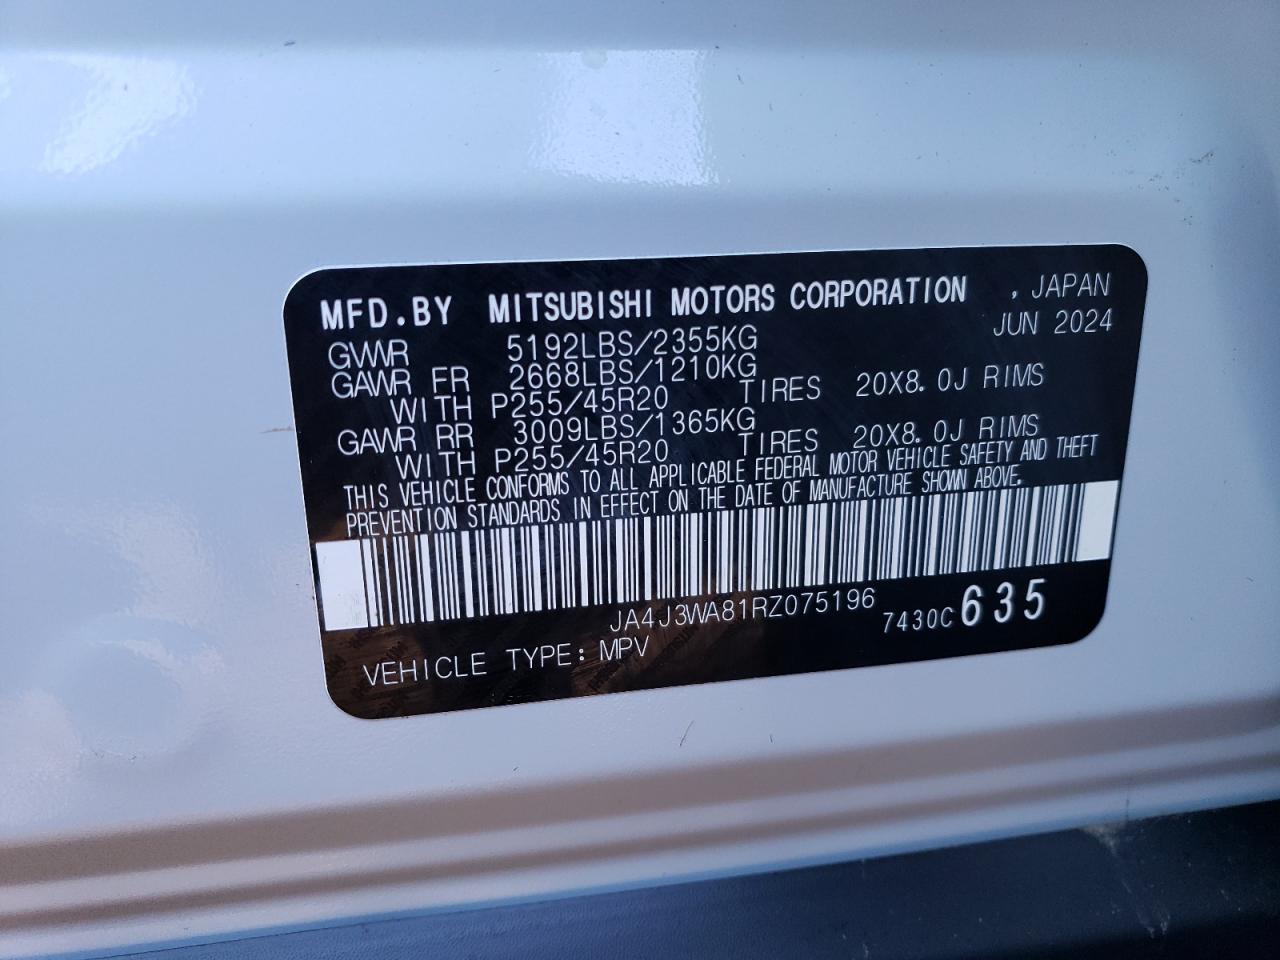 MFD.BY MITSUBISHI MOTORS CORPORATION , JAPAN
JUN 2024
GVWR 5192LBS/2355KG
GAWR FR 2668LBS/1210KG
WITH P255/45R20 TIRES 20X8.0J RIMS
GAWR RR 3009LBS/1365KG
WITH P255/45R20 TIRES 20X8.0J RIMS
THIS VEHICLE CONFORMS TO ALL APPLICABLE FEDERAL MOTOR VEHICLE SAFETY AND THEFT
PREVENTION STANDARDS IN EFFECT ON THE DATE OF MANUFACTURE SHOWN ABOVE.
JA4J3WA81RZ075196
7430C 635
VEHICLE TYPE: MPV